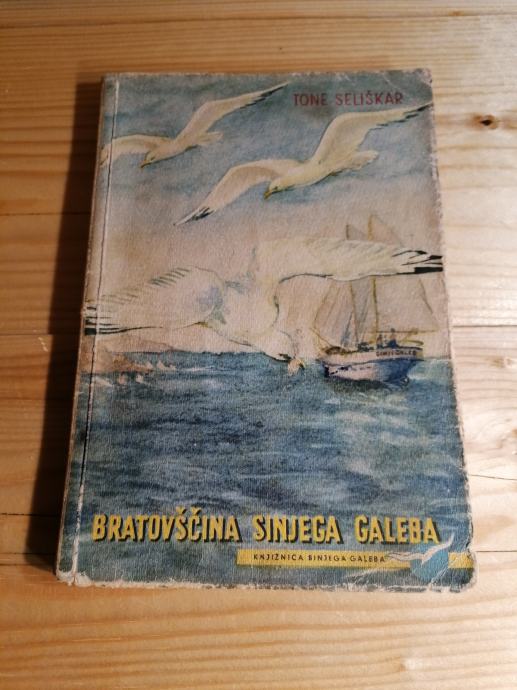 TONE SELIŠKAR
SINJI GALEB
BRATOVŠČINA SINJEGA GALEBA
KNJIŽNICA SINJEGA GALEBA